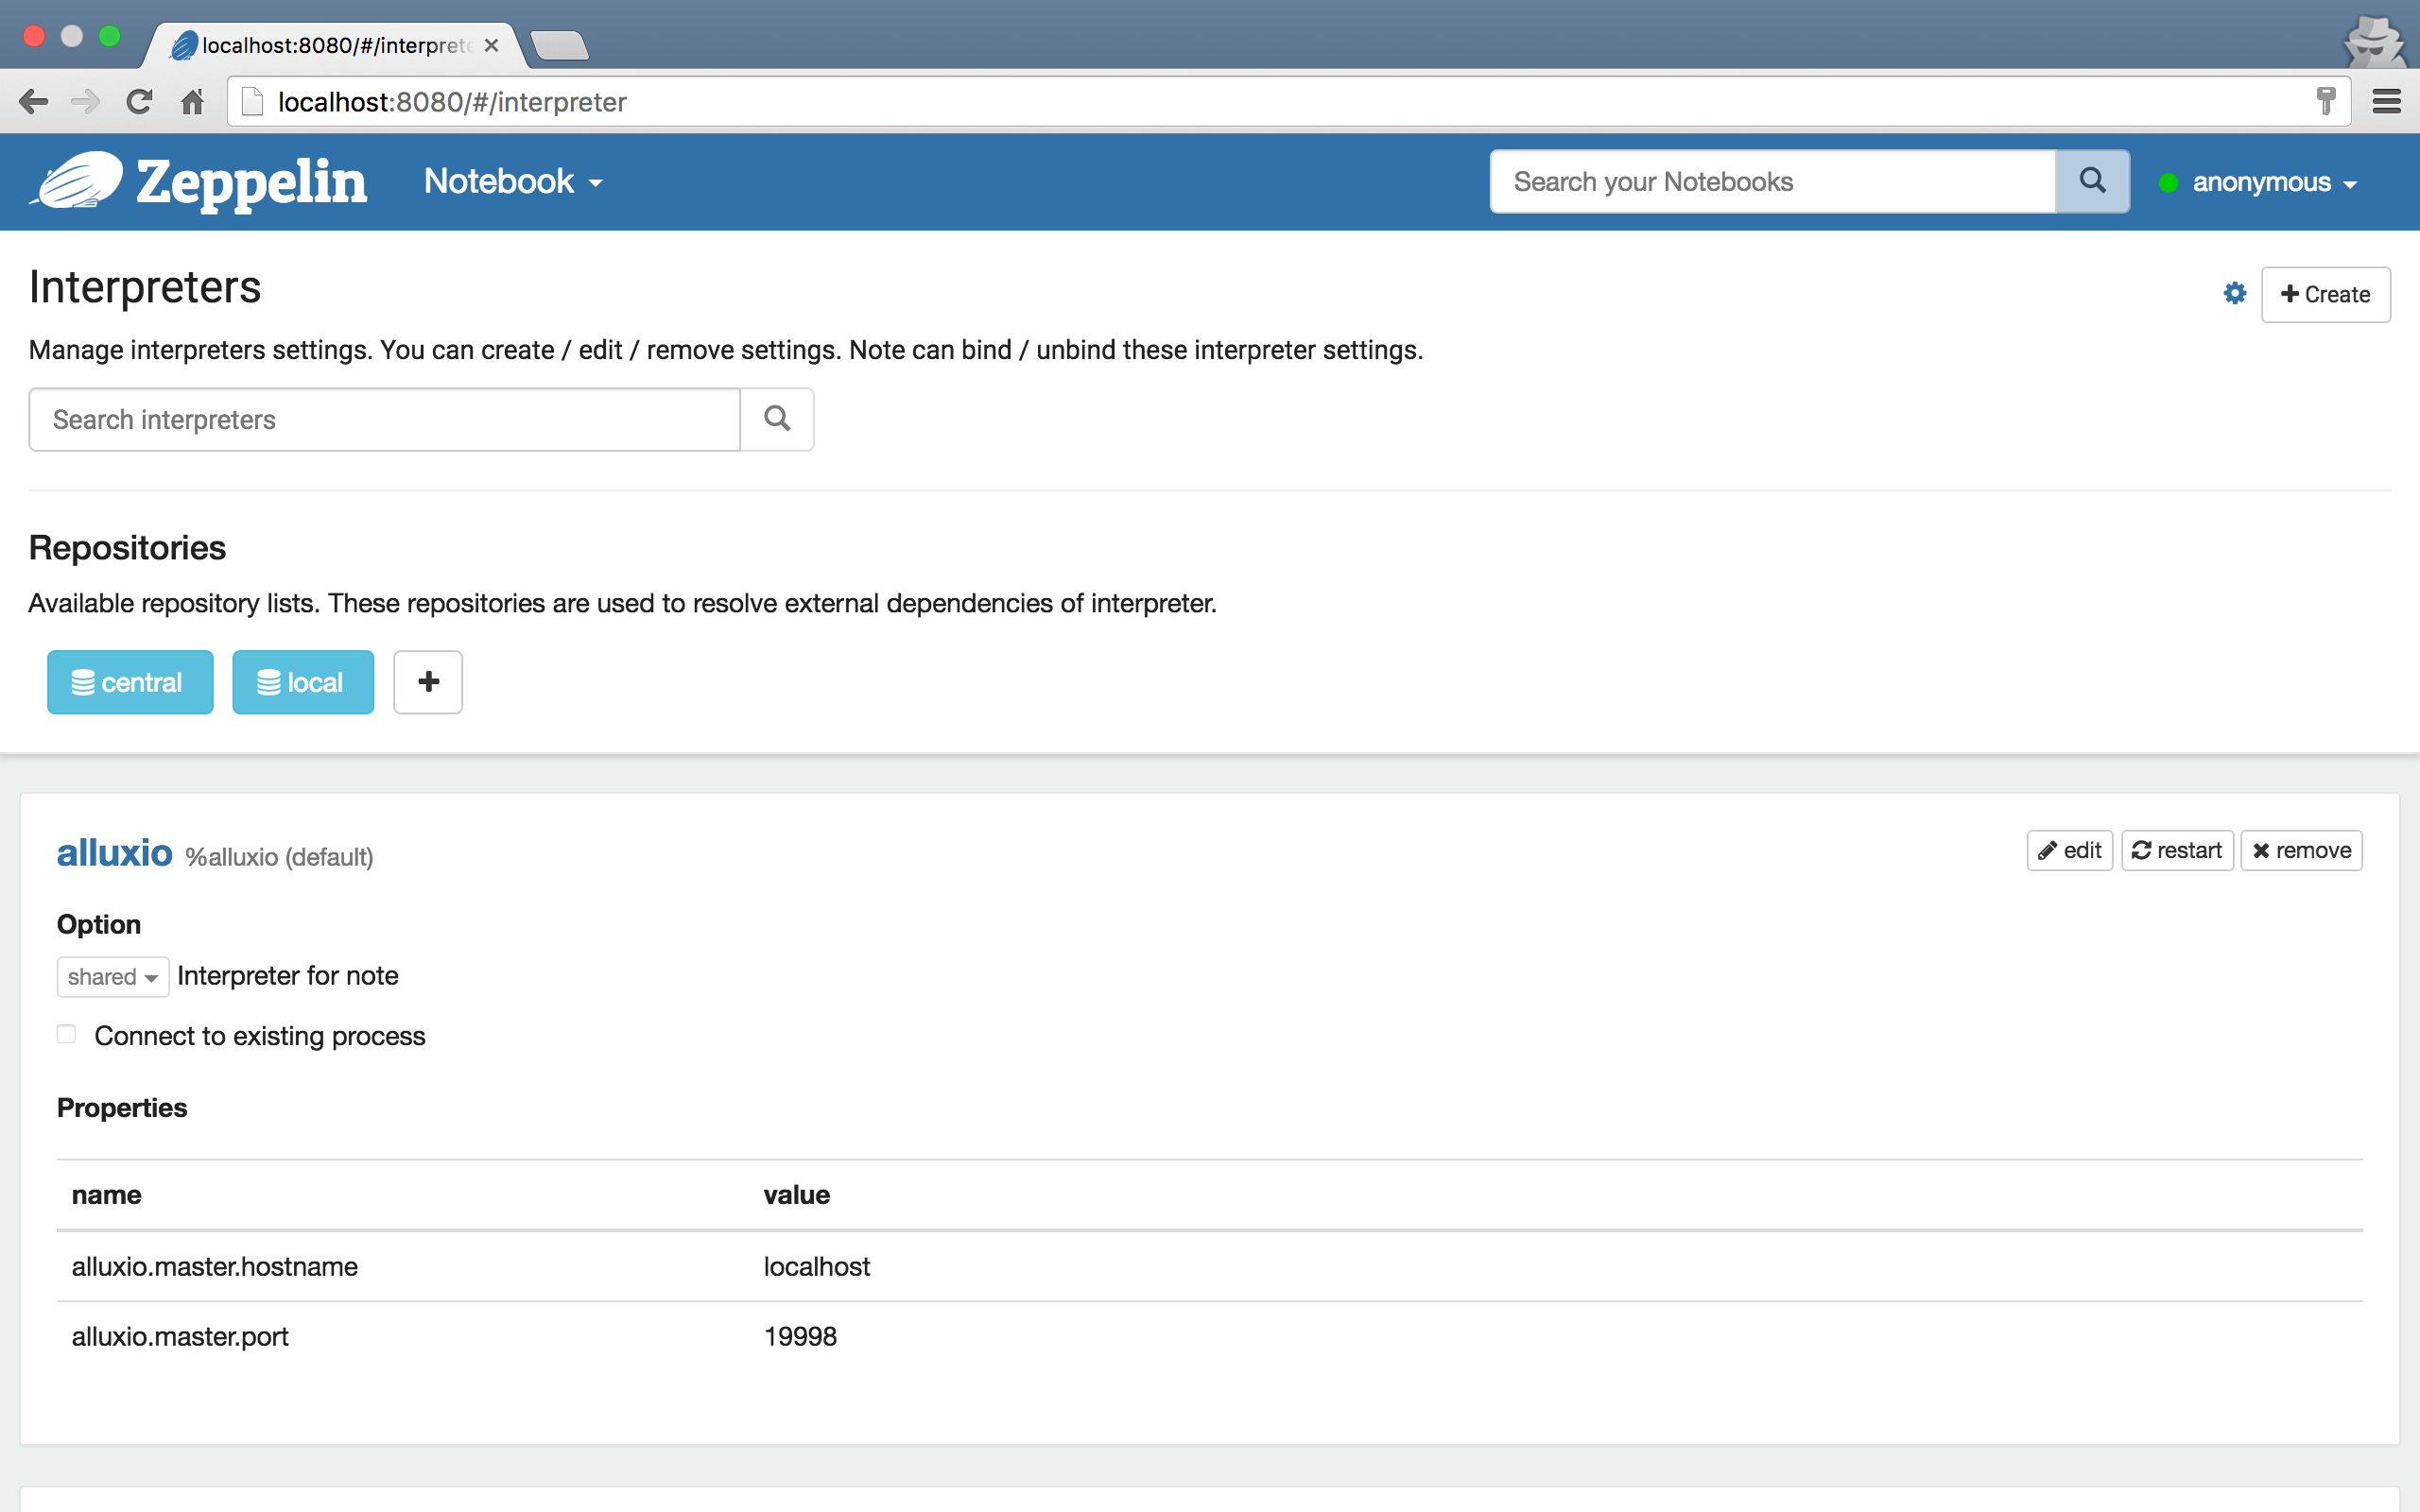 localhost:8080/#/interprete
localhost:8080/#/interpreter
Zeppelin Notebook Search your Notebooks anonymous
Interpreters
Create
Manage interpreters settings. You can create / edit / remove settings. Note can bind / unbind these interpreter settings.
Search interpreters
Repositories
Available repository lists. These repositories are used to resolve external dependencies of interpreter.
central local
alluxio %alluxio (default)
edit restart remove
Option
shared Interpreter for note
Connect to existing process
Properties
name value
alluxio.master.hostname localhost
alluxio.master.port 19998